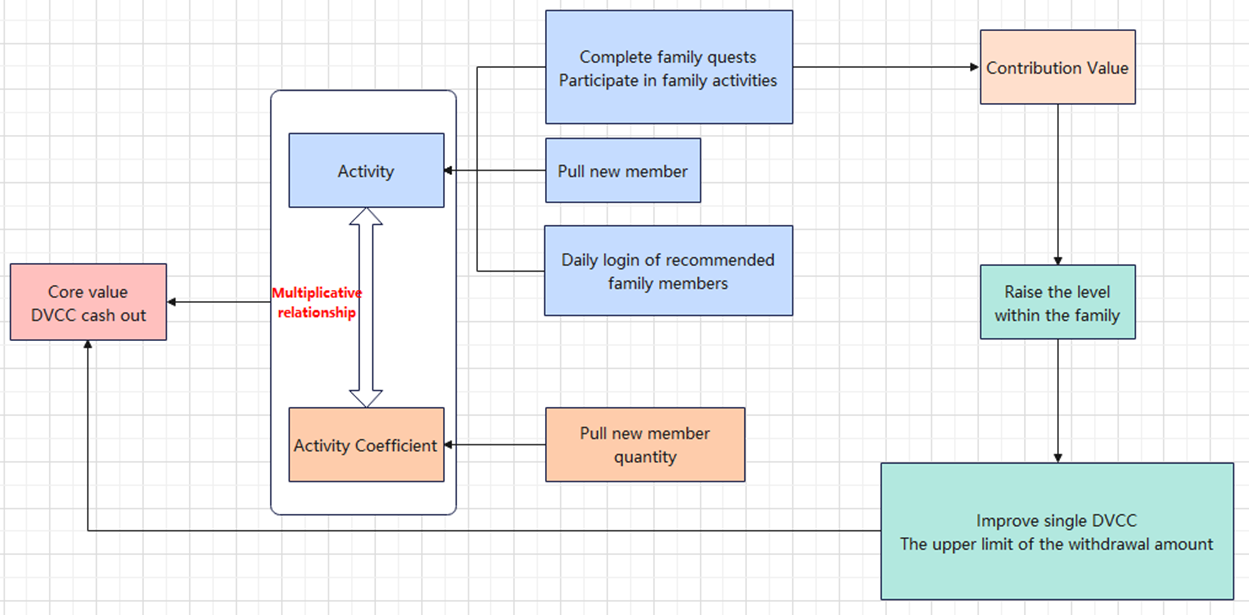 Complete family quests
Participate in family activities
Contribution Value
Activity
Pull new member
Daily login of recommended
family members
Core value
DVCC cash out
Multiplicative
relationship
Raise the level
within the family
Activity Coefficient
Pull new member
quantity
Improve single DVCC
The upper limit of the withdrawal amount